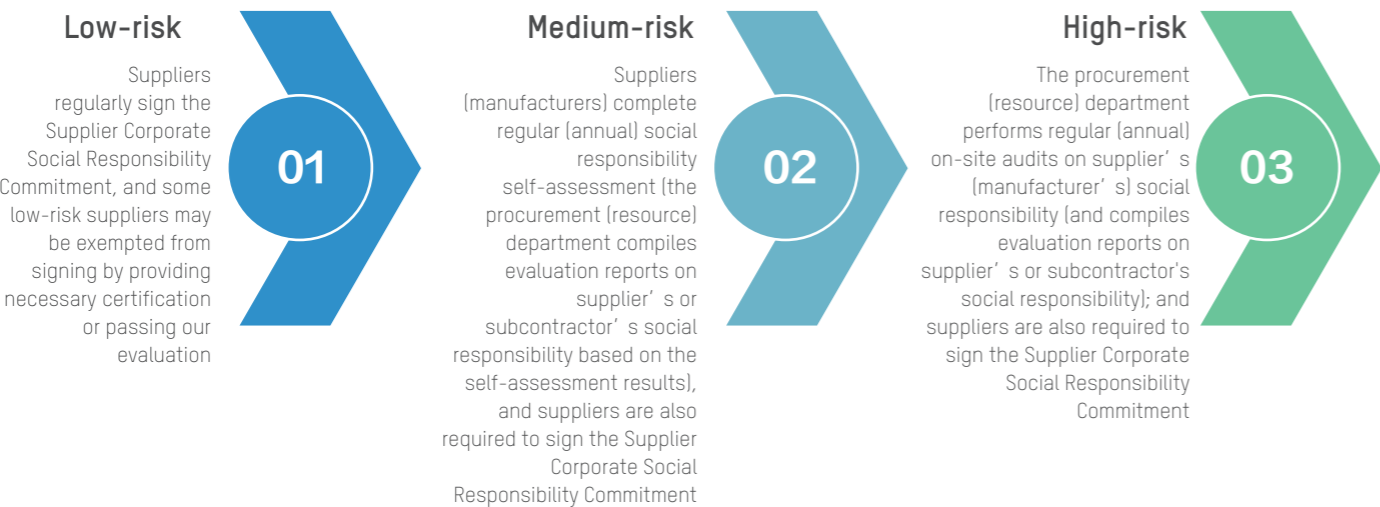 Low-risk
Suppliers
regularly sign the
Supplier Corporate
Social Responsibility
Commitment, and some
low-risk suppliers may
be exempted from
signing by providing
necessary certification
or passing our
evaluation
01
Medium-risk
Suppliers
(manufacturers) complete
regular (annual) social
responsibility
self-assessment (the
procurement (resource)
department compiles
evaluation reports on
supplier’ s or
subcontractor’ s social
responsibility based on the
self-assessment results),
and suppliers are also
required to sign the Supplier
Corporate Social
Responsibility Commitment
02
High-risk
The procurement
(resource) department
performs regular (annual)
on-site audits on supplier’ s
(manufacturer’ s) social
responsibility (and compiles
evaluation reports on
supplier’ s or subcontractor's
social responsibility); and
suppliers are also required to
sign the Supplier Corporate
Social Responsibility
Commitment
03